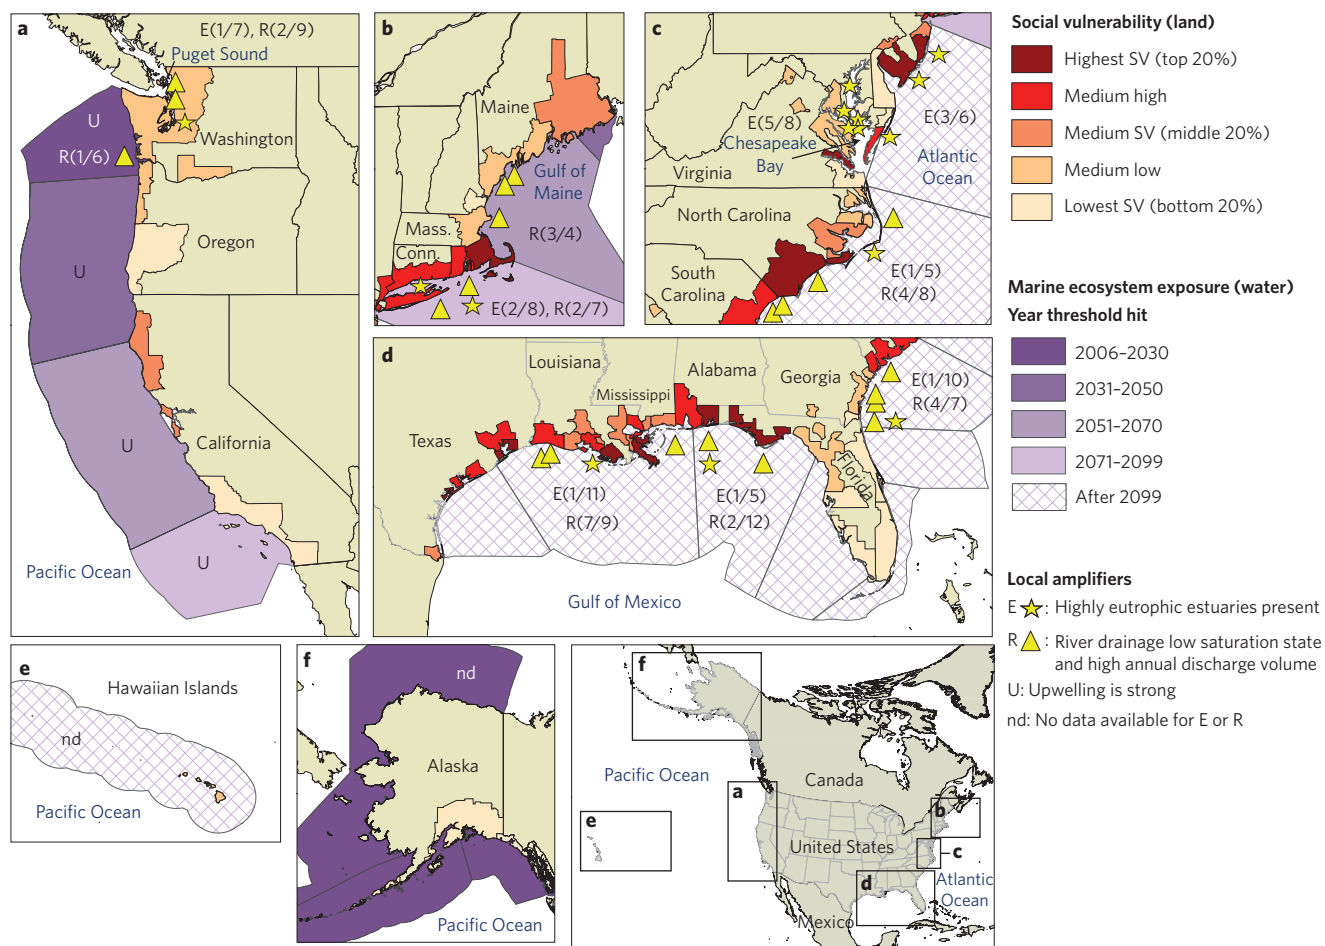 a
E(1/7), R(2/9)
Puget Sound
U
R(1/6)
Washington
U
Oregon
U
California
U
Pacific Ocean
b
Maine
Gulf of
Maine
Mass.
R(3/4)
Conn.
E(2/8), R(2/7)
c
E(5/8)
Chesapeake
Bay
E(3/6)
Atlantic
Ocean
Virginia
North Carolina
South
Carolina
E(1/5)
R(4/8)
d
Louisiana
Mississippi
Alabama
Georgia
E(1/10)
R(4/7)
Texas
Florida
E(1/11)
R(7/9)
E(1/5)
R(2/12)
Gulf of Mexico
e
Hawaiian Islands
nd
Pacific Ocean
f
nd
Alaska
Pacific Ocean
f
Pacific Ocean
Canada
a
b
e
United States
c
d
Atlantic
Ocean
Mexico
Social vulnerability (land)
Highest SV (top 20%)
Medium high
Medium SV (middle 20%)
Medium low
Lowest SV (bottom 20%)
Marine ecosystem exposure (water)
Year threshold hit
2006–2030
2031–2050
2051–2070
2071–2099
After 2099
Local amplifiers
E : Highly eutrophic estuaries present
R : River drainage low saturation state
and high annual discharge volume
U: Upwelling is strong
nd: No data available for E or R